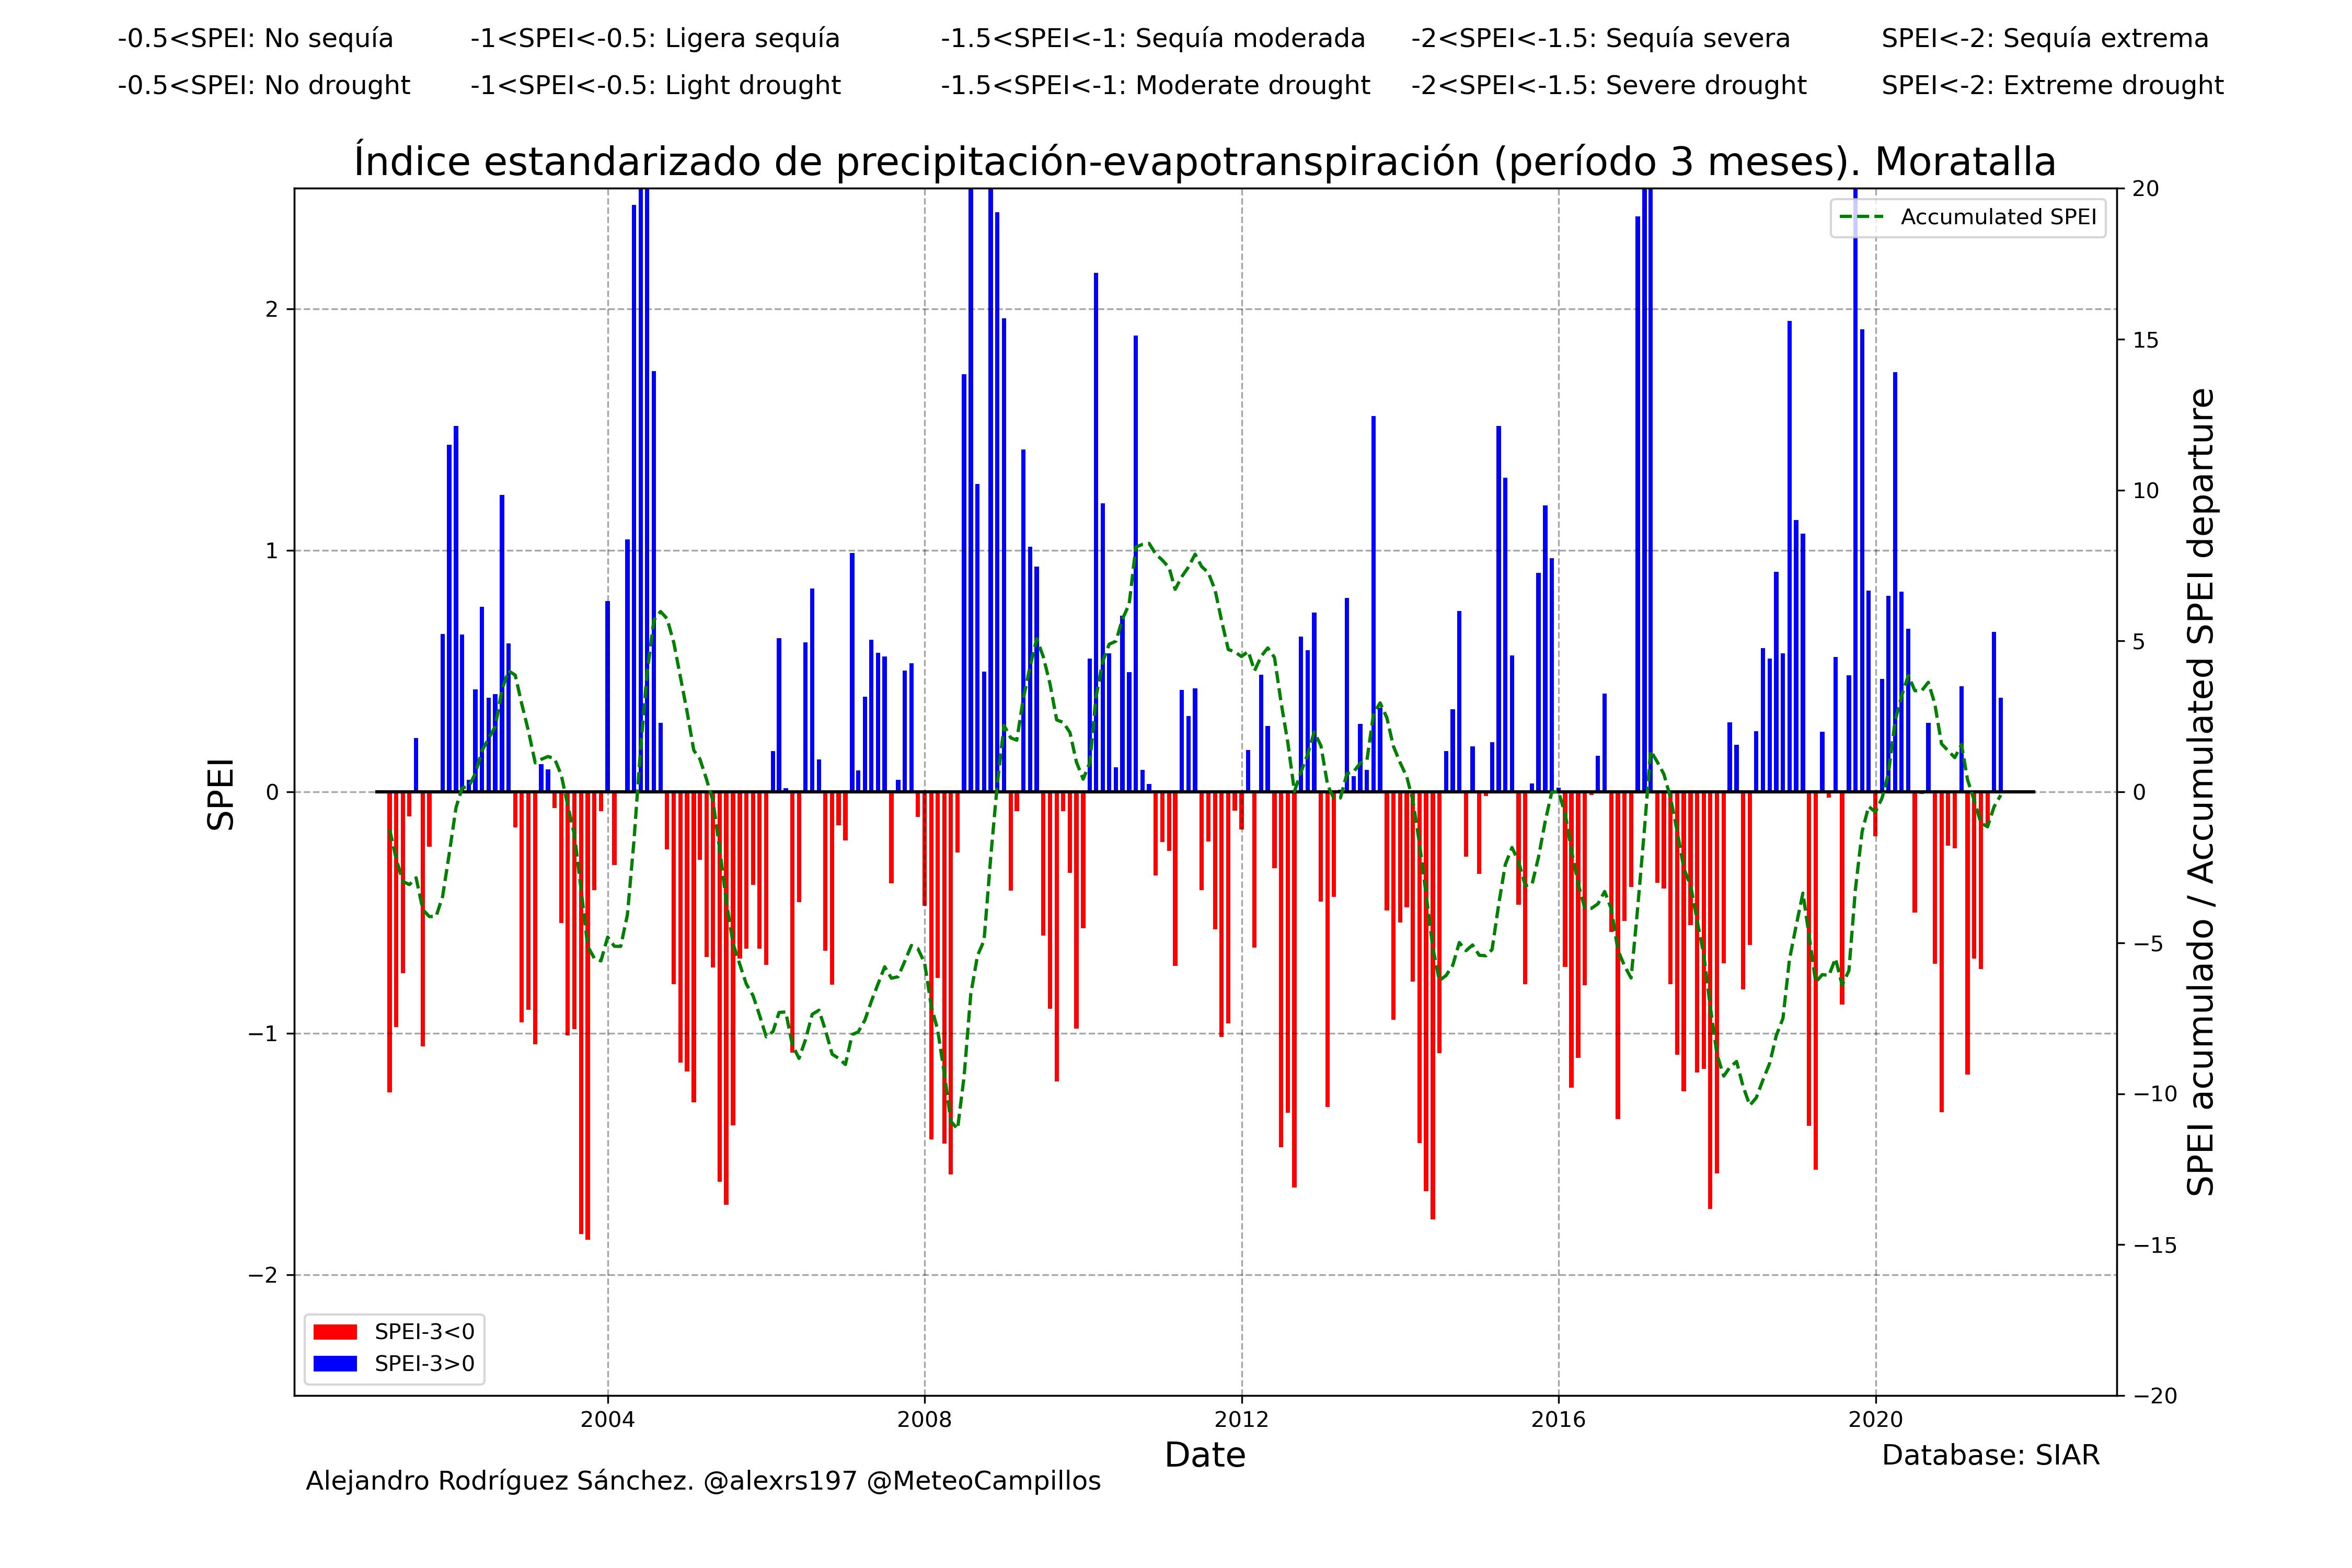 -0.5<SPEI: No sequía -1<SPEI<-0.5: Ligera sequía -1.5<SPEI<-1: Sequía moderada -2<SPEI<-1.5: Sequía severa SPEI<-2: Sequía extrema
-0.5<SPEI: No drought -1<SPEI<-0.5: Light drought -1.5<SPEI<-1: Moderate drought -2<SPEI<-1.5: Severe drought SPEI<-2: Extreme drought
Índice estandarizado de precipitación-evapotranspiración (período 3 meses). Moratalla
Accumulated SPEI
SPEI
2
1
0
−1
−2
20
15
10
5
0
−5
−10
−15
−20
SPEI acumulado / Accumulated SPEI departure
SPEI-3<0
SPEI-3>0
2004 2008 2012 2016 2020
Date
Database: SIAR
Alejandro Rodríguez Sánchez. @alexrs197 @MeteoCampillos